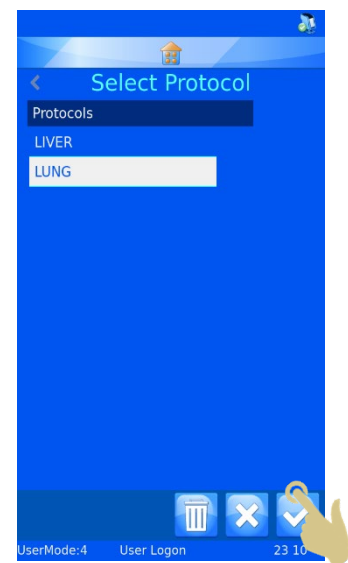 Select Protocol
Protocols
LIVER
LUNG
UserMode:4 User Logon 23 10